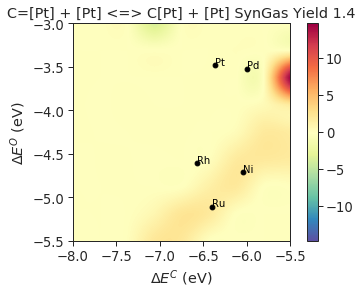 C=[Pt] + [Pt] <=> C[Pt] + [Pt] SynGas Yield 1.4
−3.0
−3.5
−4.0
−4.5
−5.0
−5.5
ΔE^O (eV)
Pt
Pd
Rh
Ni
Ru
10
5
0
−5
−10
−8.0 −7.5 −7.0 −6.5 −6.0 −5.5
ΔE^C (eV)